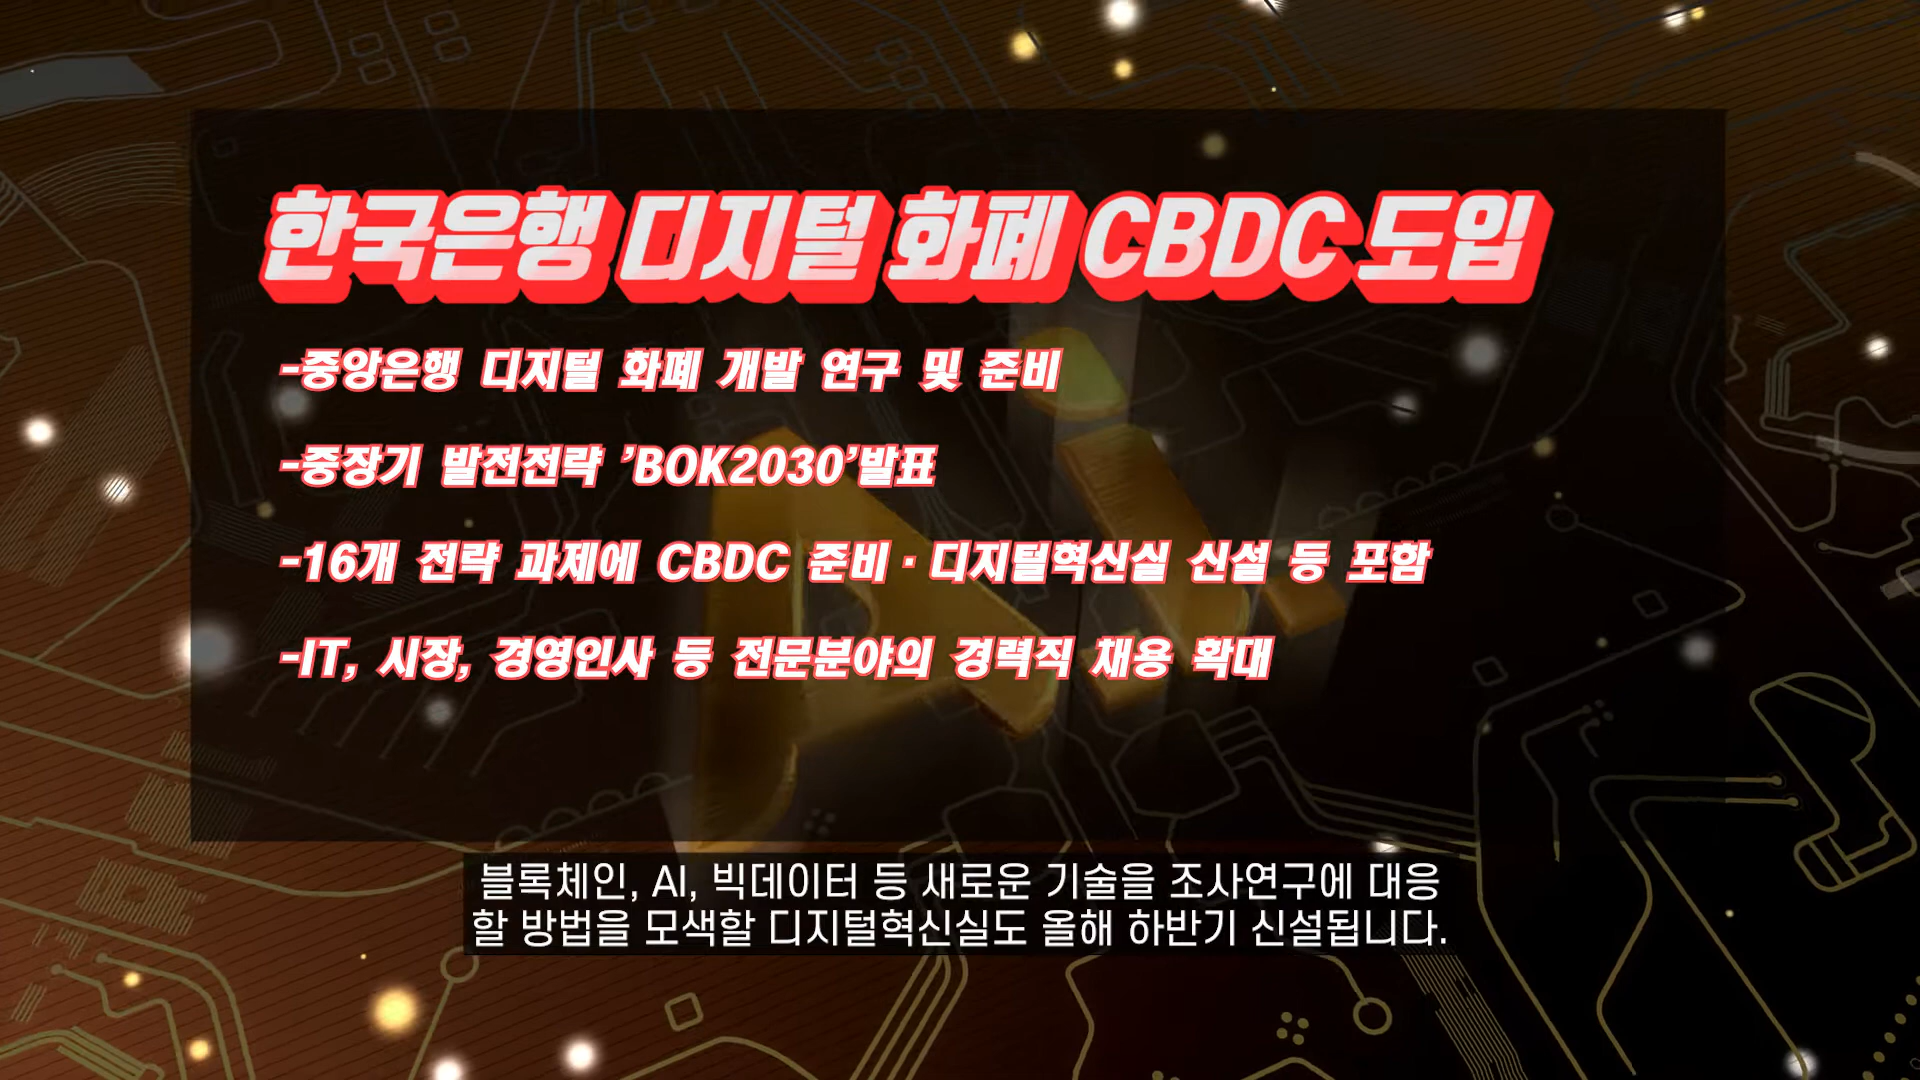 한국은행 디지털 화폐 CBDC 도입
-중앙은행 디지털 화폐 개발 연구 및 준비
-중장기 발전전략 'BOK2030'발표
-16개 전략 과제에 CBDC 준비·디지털혁신실 신설 등 포함
-IT, 시장, 경영인사 등 전문분야의 경력직 채용 확대
블록체인, AI, 빅데이터 등 새로운 기술을 조사연구에 대응
할 방법을 모색할 디지털혁신실도 올해 하반기 신설됩니다.